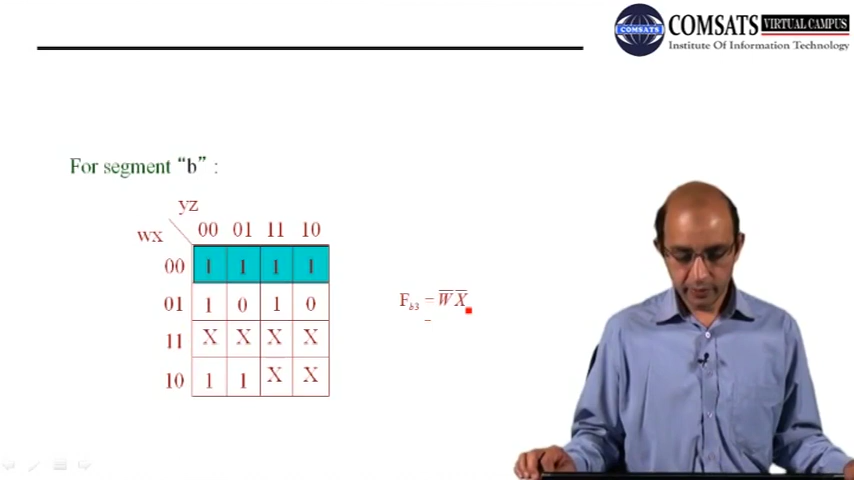 COMSATS
COMSATS VIRTUAL CAMPUS
Institute Of Information Technology
For segment “b” :
yz
wx 00 01 11 10
00 1 1 1 1
01 1 0 1 0
11 X X X X
10 1 1 X X
F_b3 = W̅ X̅